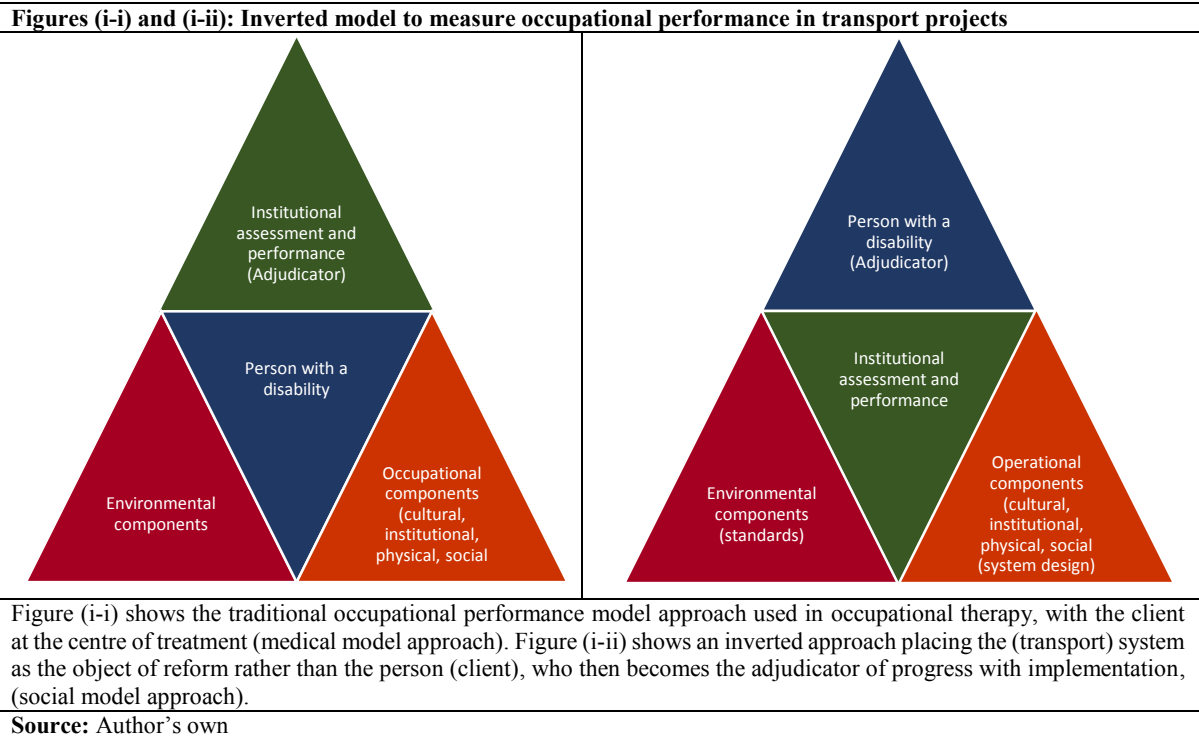 Figures (i-i) and (i-ii): Inverted model to measure occupational performance in transport projects
Institutional
assessment and
performance
(Adjudicator)
Person with a
disability
Environmental
components
Occupational
components
(cultural,
institutional,
physical, social
Person with a
disability
(Adjudicator)
Institutional
assessment and
performance
Environmental
components
(standards)
Operational
components
(cultural,
institutional,
physical, social
(system design)
Figure (i-i) shows the traditional occupational performance model approach used in occupational therapy, with the client
at the centre of treatment (medical model approach). Figure (i-ii) shows an inverted approach placing the (transport) system
as the object of reform rather than the person (client), who then becomes the adjudicator of progress with implementation,
(social model approach).
Source: Author's own